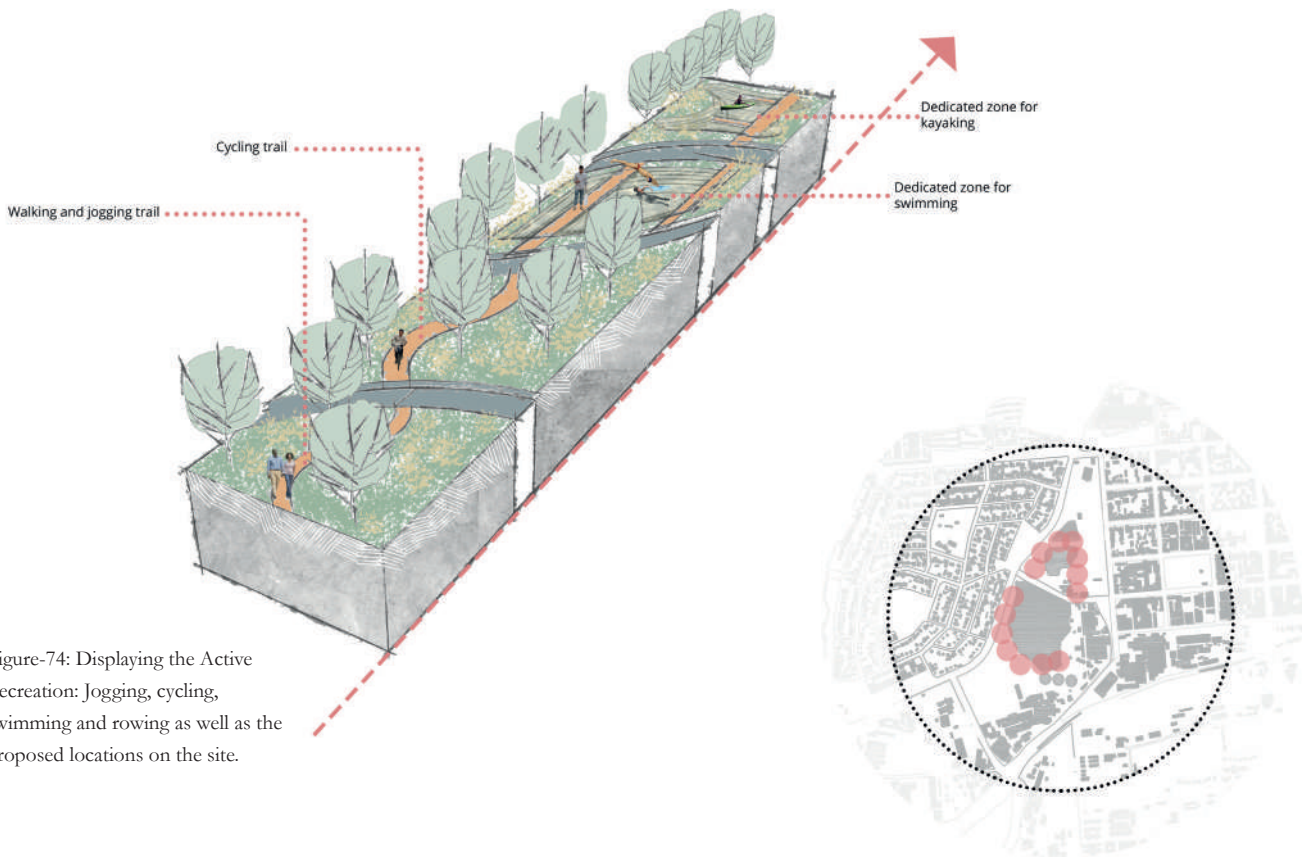 Dedicated zone for
kayaking
Cycling trail
Dedicated zone for
swimming
Walking and jogging trail
igure-74: Displaying the Active
ecreation: Jogging, cycling,
wimming and rowing as well as the
roposed locations on the site.